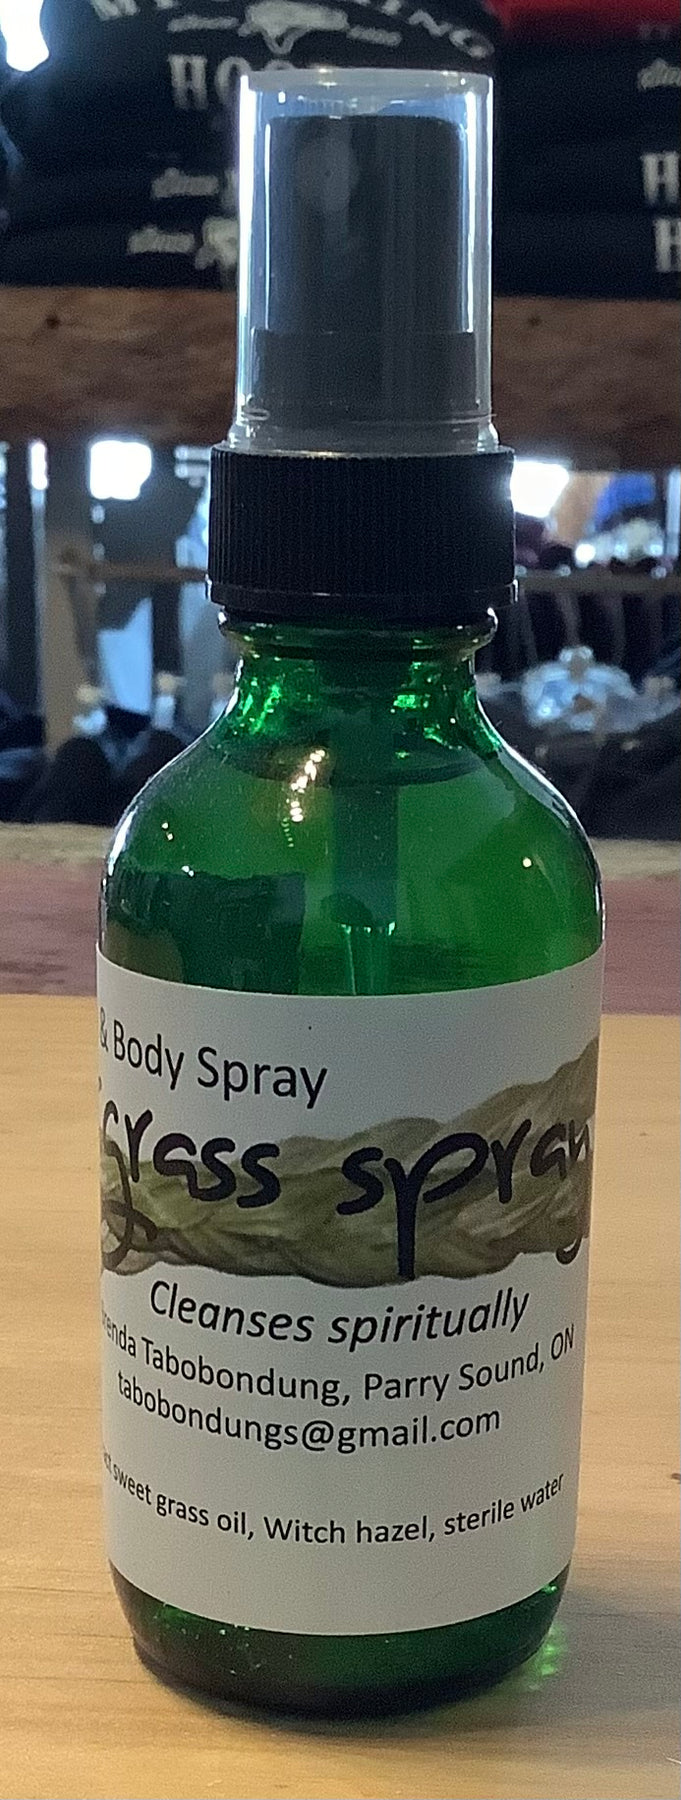 HOO
& Body Spray
grass spray
Cleanses spiritually
Tabobondung, Parry Sound, ON
tabobondungs@gmail.com
sweet grass oil, Witch hazel, sterile water